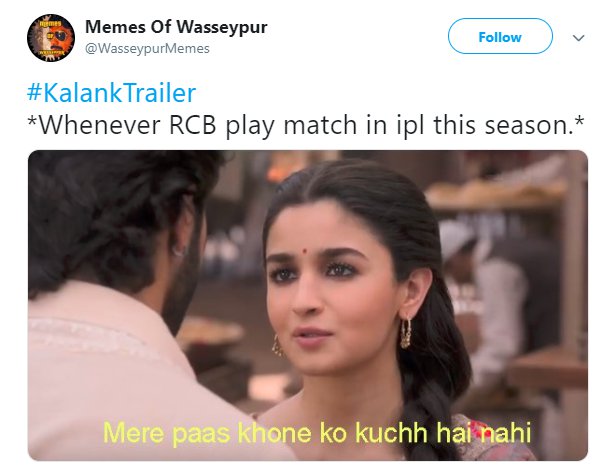 Memes Of Wasseypur
@WasseypurMemes
Follow
#KalankTrailer
*Whenever RCB play match in ipl this season.*
Mere paas khone ko kuchh hai nahi